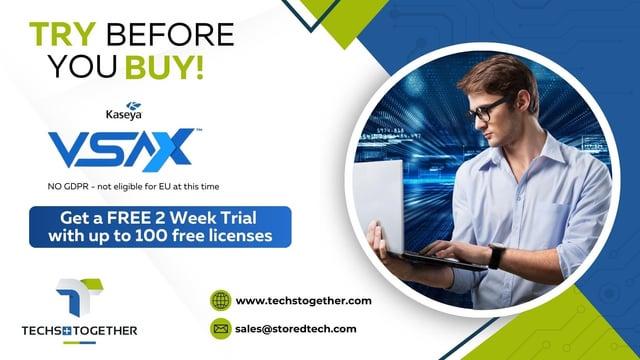 TRY BEFORE
YOU BUY!
Kaseya
VSAX™
NO GDPR - not eligible for EU at this time
Get a FREE 2 Week Trial
with up to 100 free licenses
TECHS TOGETHER
www.techstogether.com
sales@storedtech.com